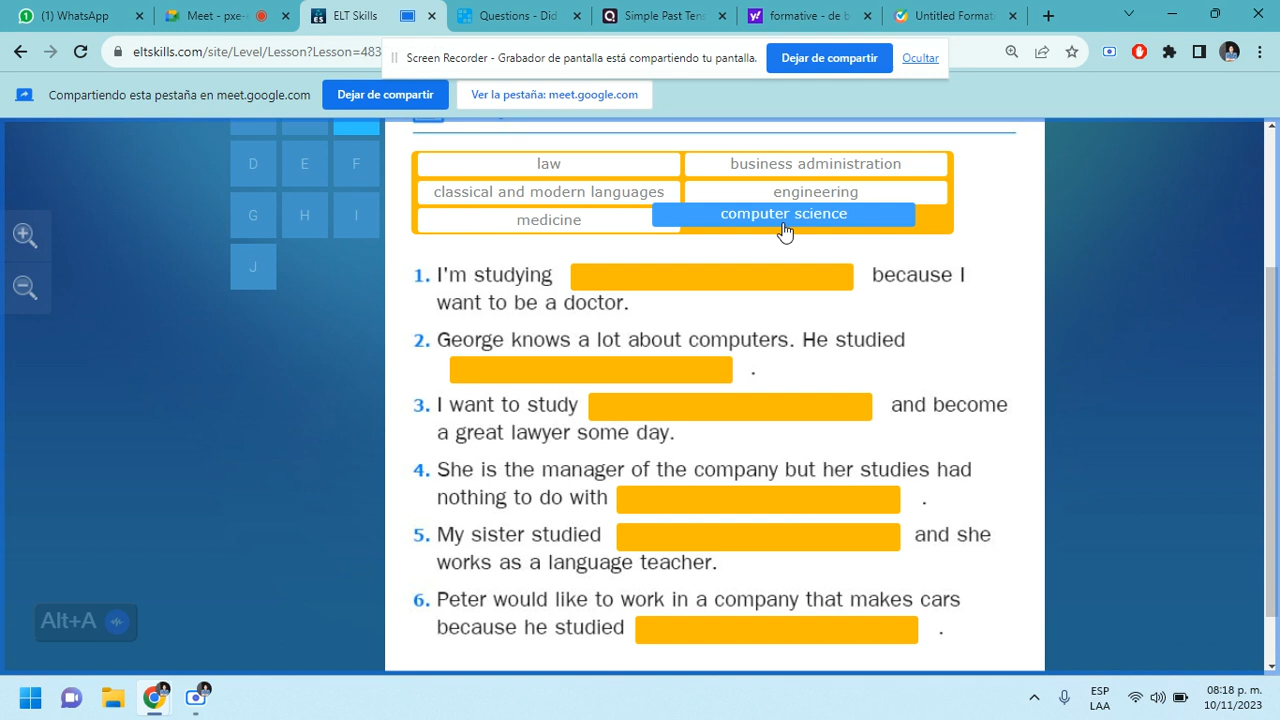 (1) WhatsApp
Meet - pxe-
ELT Skills
Questions - Did
Simple Past Ten
formative - de b
Untitled Format
eltskills.com/site/Level/Lesson?Lesson=483
Screen Recorder - Grabador de pantalla está compartiendo tu pantalla.
Dejar de compartir
Ocultar
Compartiendo esta pestaña en meet.google.com
Dejar de compartir
Ver la pestaña: meet.google.com
D E F
G H I
J
law
business administration
classical and modern languages
engineering
medicine
computer science
1. I'm studying because I
want to be a doctor.
2. George knows a lot about computers. He studied
.
3. I want to study and become
a great lawyer some day.
4. She is the manager of the company but her studies had
nothing to do with .
5. My sister studied and she
works as a language teacher.
6. Peter would like to work in a company that makes cars
because he studied .
Alt+A
ESP
LAA
08:18 p. m.
10/11/2023